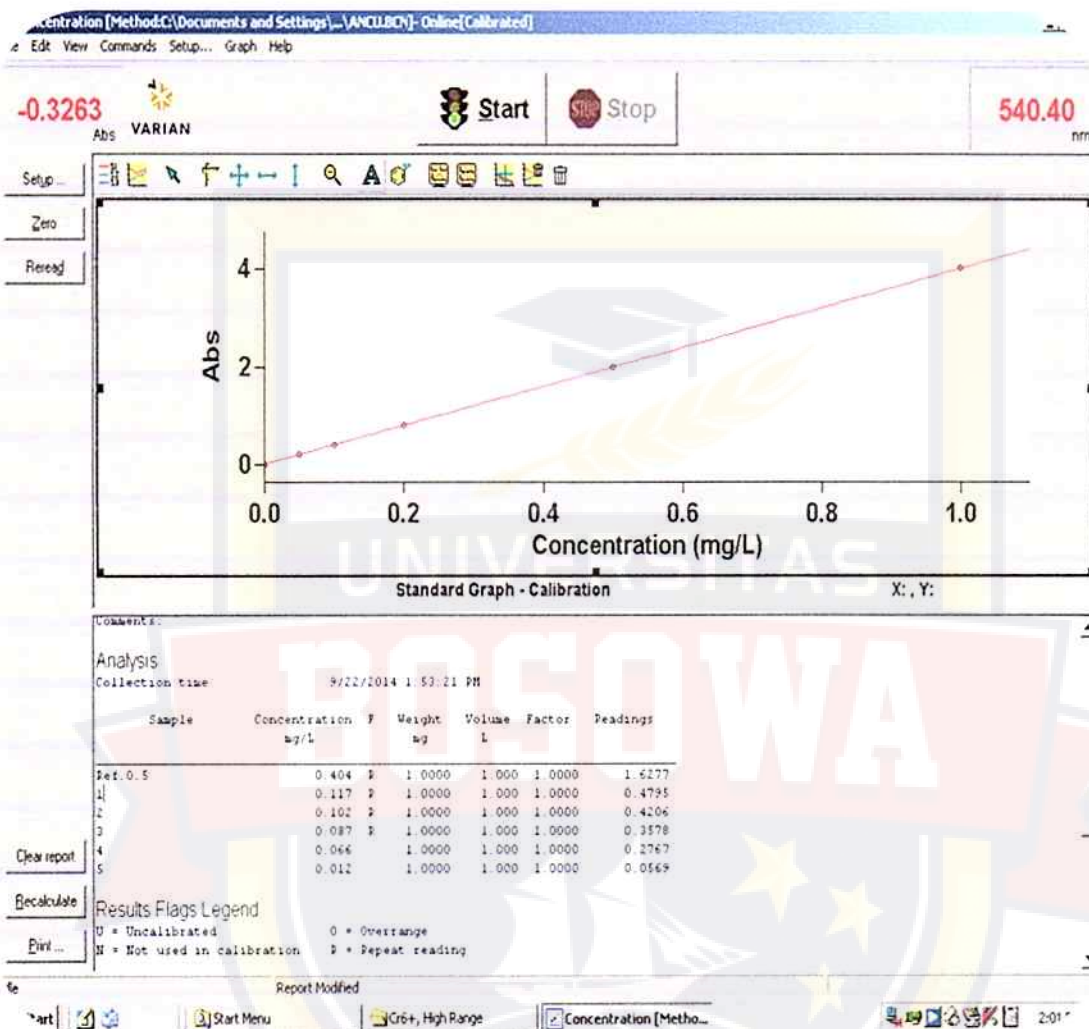 centration [Method:C:\Documents and Settings\...\ANCU.BCN]- Online[Calibrated]
e Edit View Commands Setup... Graph Help
-0.3263
Abs
VARIAN
Start
STOP Stop
540.40
nm
Setup ...
Zero
Reread
Abs
4
2
0
0.0 0.2 0.4 0.6 0.8 1.0
Concentration (mg/L)
Standard Graph - Calibration X: , Y:
UNIVERSITAS
BOSOWA
Comments:
Analysis
Collection time 9/22/2014 1:53:21 PM
Sample Concentration F Weight Volume Factor Readings
mg/L mg L
Ref.0.5 0.404 R 1.0000 1.000 1.0000 1.6277
1 0.117 R 1.0000 1.000 1.0000 0.4795
2 0.102 R 1.0000 1.000 1.0000 0.4206
3 0.087 R 1.0000 1.000 1.0000 0.3578
4 0.066 1.0000 1.000 1.0000 0.2767
5 0.012 1.0000 1.000 1.0000 0.0569
Results Flags Legend
U = Uncalibrated O = Overrange
N = Not used in calibration R = Repeat reading
Clear report
Recalculate
Print ...
Report Modified
Start Menu
Cr6+, High Range
Concentration [Metho...
2:01